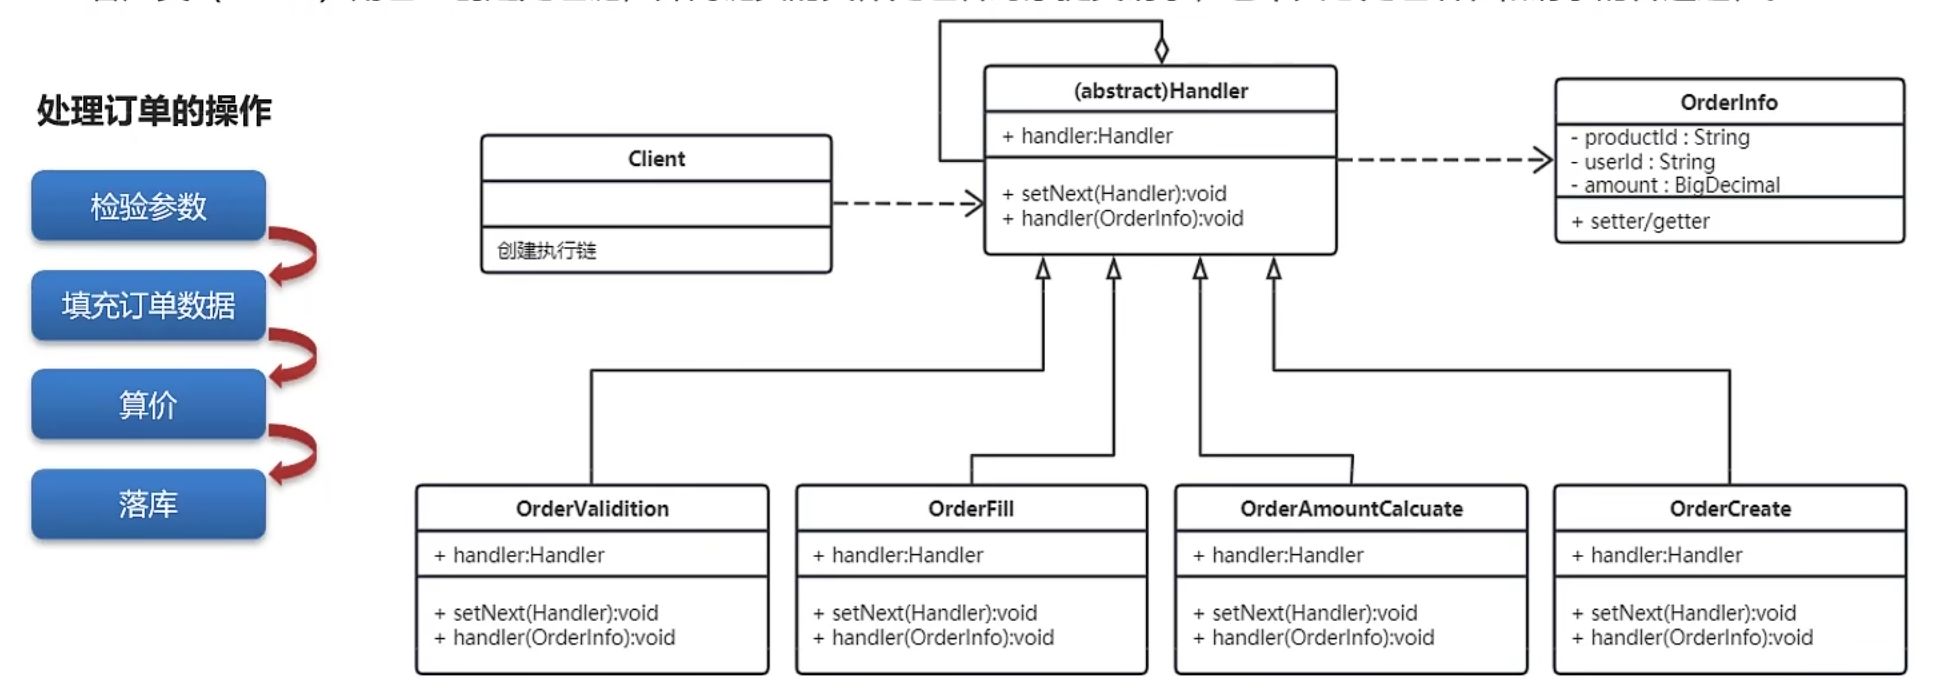 处理订单的操作
检验参数
填充订单数据
算价
落库
Client
创建执行链
(abstract)Handler
+ handler:Handler
+ setNext(Handler):void
+ handler(OrderInfo):void
OrderInfo
- productId : String
- userId : String
- amount : BigDecimal
+ setter/getter
OrderValidition
+ handler:Handler
+ setNext(Handler):void
+ handler(OrderInfo):void
OrderFill
+ handler:Handler
+ setNext(Handler):void
+ handler(OrderInfo):void
OrderAmountCalcuate
+ handler:Handler
+ setNext(Handler):void
+ handler(OrderInfo):void
OrderCreate
+ handler:Handler
+ setNext(Handler):void
+ handler(OrderInfo):void